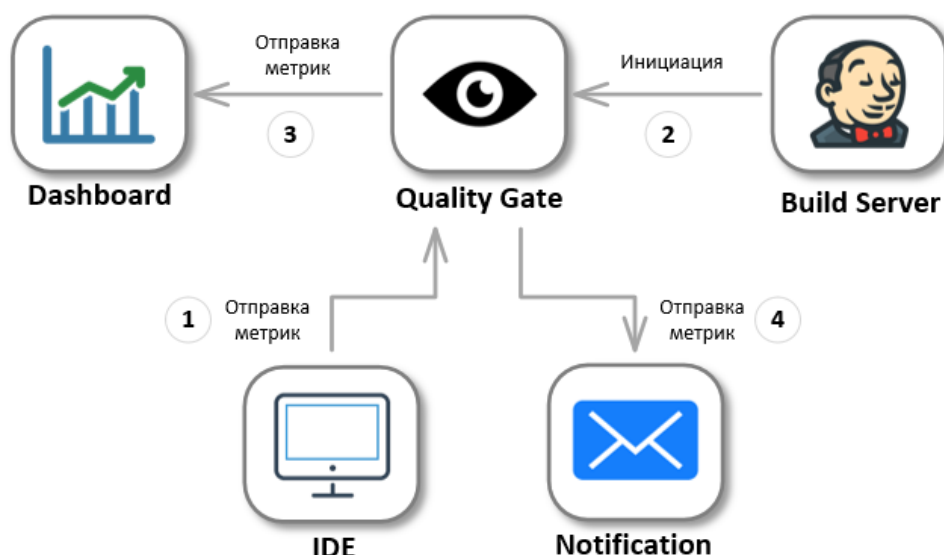 Отправка
метрик
3
Инициация
2
Dashboard
Quality Gate
Build Server
1
Отправка
метрик
Отправка
метрик
4
IDE
Notification